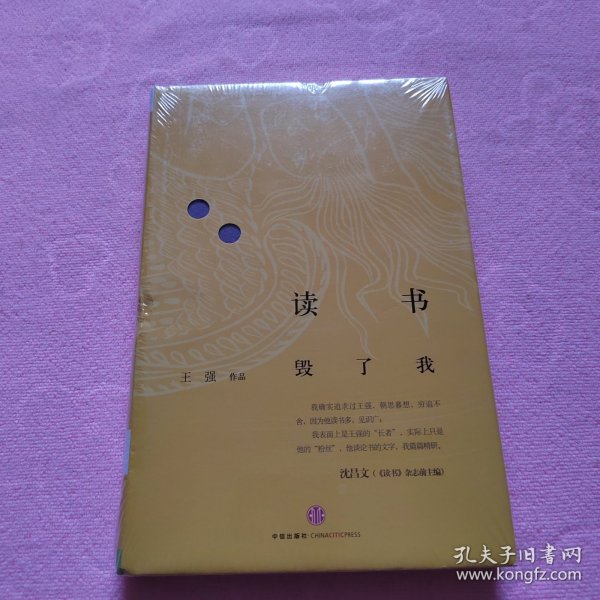 读 书
毁 了 我
王 强 作品
我确实追求过王强，朝思暮想，穷追不
舍，因为他读书多，见识广；
我表面上是王强的“长者”，实际上只是
他的“粉丝”，他谈论书的文字，我篇篇精研。
沈昌文（《读书》杂志前主编）
中信出版社·CHINACITICPRESS
孔夫子旧书网
www.kongfz.com